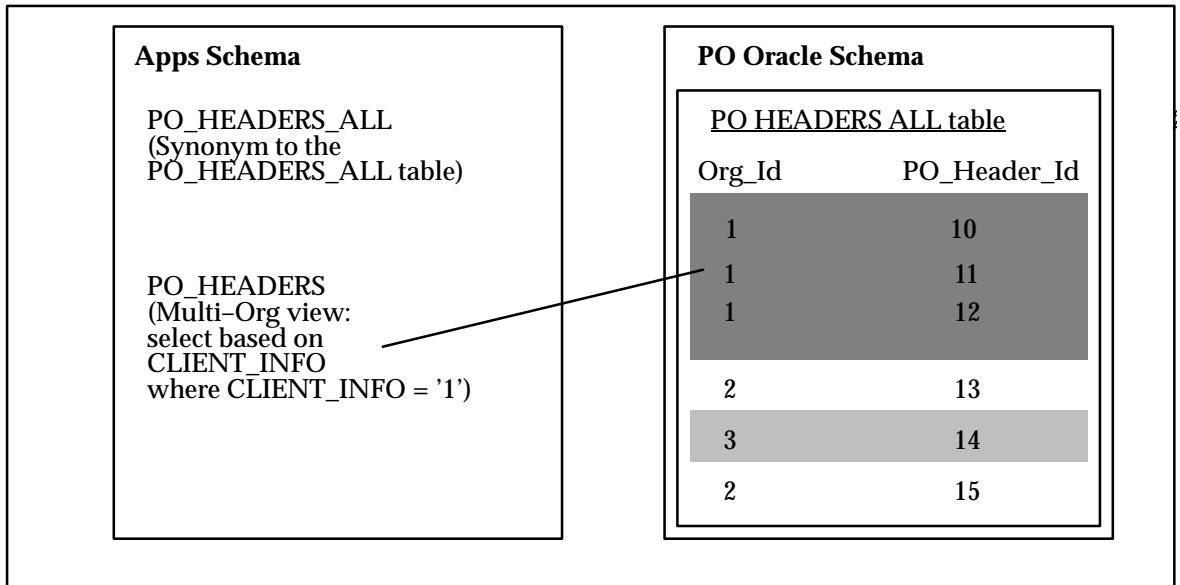 Apps Schema
PO_HEADERS_ALL
(Synonym to the
PO_HEADERS_ALL table)
PO_HEADERS
(Multi–Org view:
select based on
CLIENT_INFO
where CLIENT_INFO = ’1’)
PO Oracle Schema
PO HEADERS ALL table
Org_Id PO_Header_Id
1 10
1 11
1 12
2 13
3 14
2 15